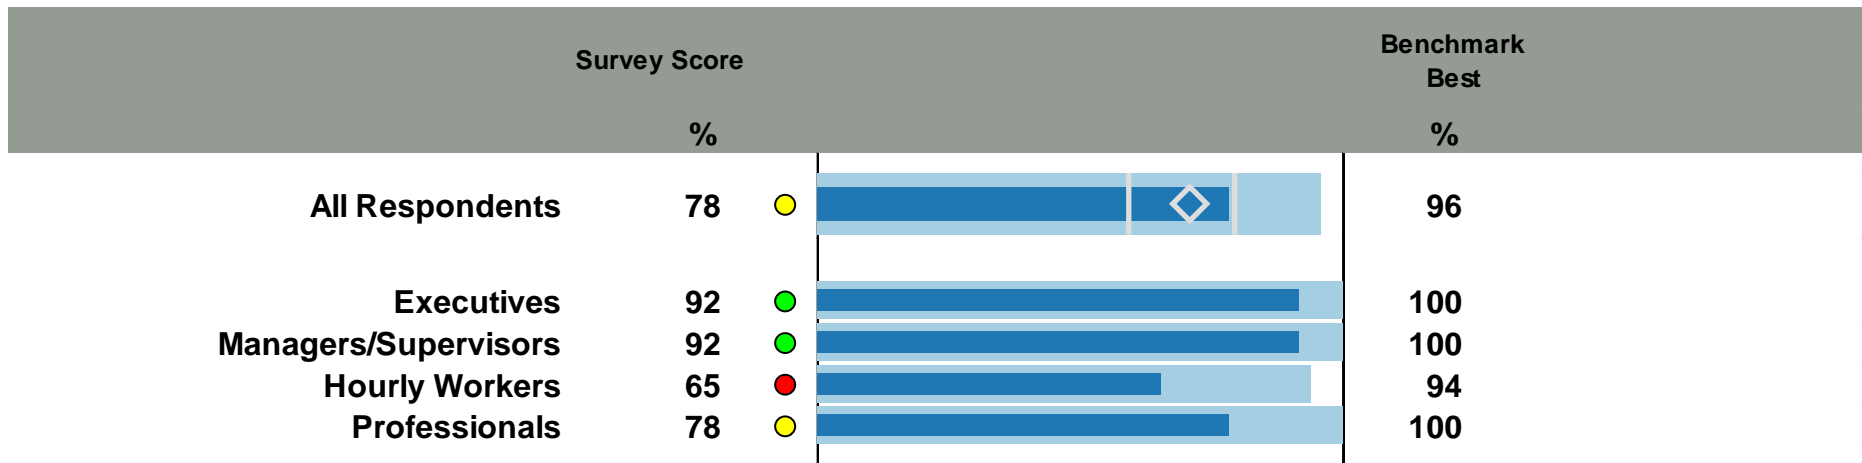 Survey Score
Benchmark
Best
% %
All Respondents 78 96
Executives 92 100
Managers/Supervisors 92 100
Hourly Workers 65 94
Professionals 78 100